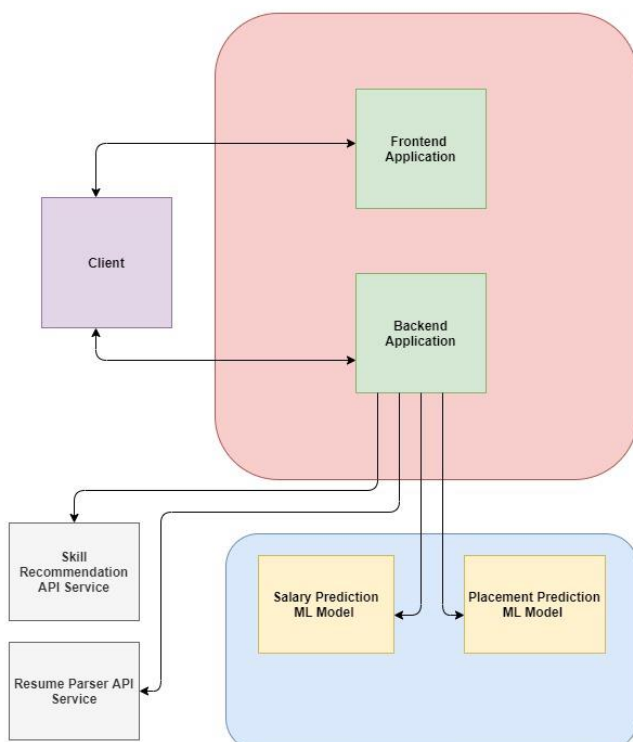 Frontend
Application
Client
Backend
Application
Skill
Recommendation
API Service
Salary Prediction
ML Model
Placement Prediction
ML Model
Resume Parser API
Service